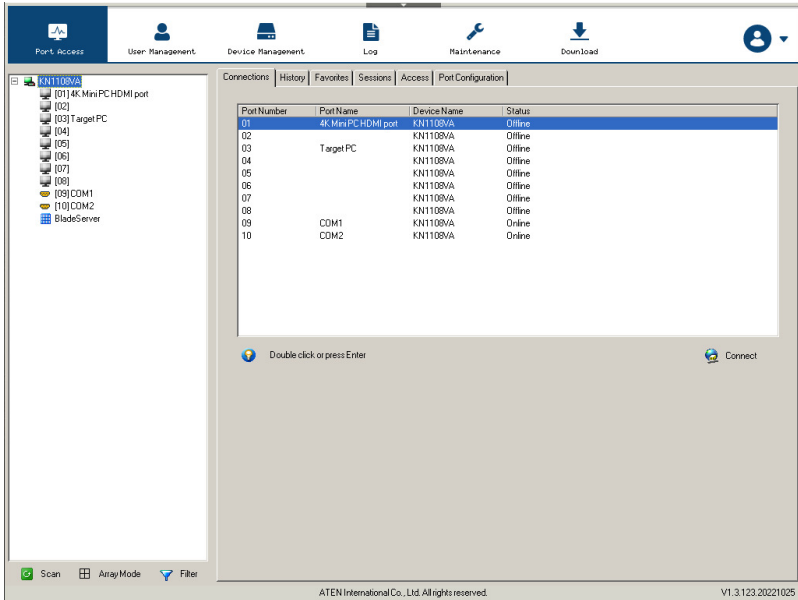 Port Access User Management Device Management Log Maintenance Download
KN1108VA
[01] 4K Mini PC HDMI port
[02]
[03] Target PC
[04]
[05]
[06]
[07]
[08]
[09] COM1
[10] COM2
BladeServer
Connections History Favorites Sessions Access Port Configuration
Port Number Port Name Device Name Status
01 4K Mini PC HDMI port KN1108VA Offline
02 KN1108VA Offline
03 Target PC KN1108VA Offline
04 KN1108VA Offline
05 KN1108VA Offline
06 KN1108VA Offline
07 KN1108VA Offline
08 KN1108VA Offline
09 COM1 KN1108VA Online
10 COM2 KN1108VA Online
Double click or press Enter Connect
Scan Array Mode Filter
ATEN International Co., Ltd. All rights reserved. V1.3.123.20221025